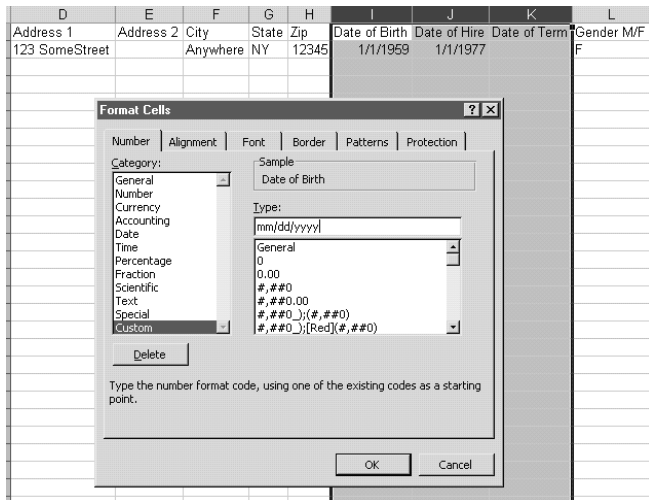 D E F G H I J K L
Address 1 Address 2 City State Zip Date of Birth Date of Hire Date of Term Gender M/F
123 SomeStreet Anywhere NY 12345 1/1/1959 1/1/1977 F
Format Cells
Number Alignment Font Border Patterns Protection
Category:
General
Number
Currency
Accounting
Date
Time
Percentage
Fraction
Scientific
Text
Special
Custom
Sample
Date of Birth
Type:
mm/dd/yyyy
General
0
0.00
#,##0
#,##0.00
#,##0_);(#,##0)
#,##0_);[Red](#,##0)
Delete
Type the number format code, using one of the existing codes as a starting
point.
OK Cancel